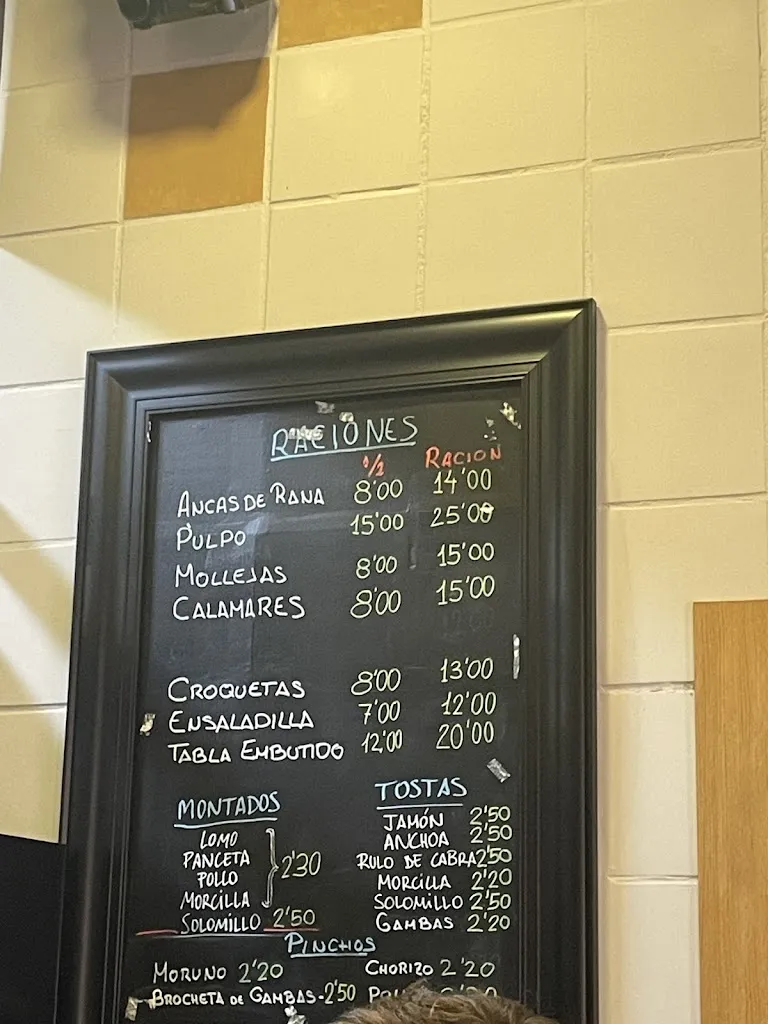 RACIONES
1/2 RACION
ANCAS DE RANA 8'00 14'00
PULPO 15'00 25'00
MOLLEJAS 8'00 15'00
CALAMARES 8'00 15'00
CROQUETAS 8'00 13'00
ENSALADILLA 7'00 12'00
TABLA EMBUTIDO 12'00 20'00
MONTADOS
LOMO
PANCETA
POLLO
MORCILLA
2'30
SOLOMILLO 2'50
TOSTAS
JAMÓN 2'50
ANCHOA 2'50
RULO DE CABRA 2'50
MORCILLA 2'20
SOLOMILLO 2'50
GAMBAS 2'20
PINCHOS
MORUNO 2'20
BROCHETA DE GAMBAS-2'50
CHORIZO 2'20